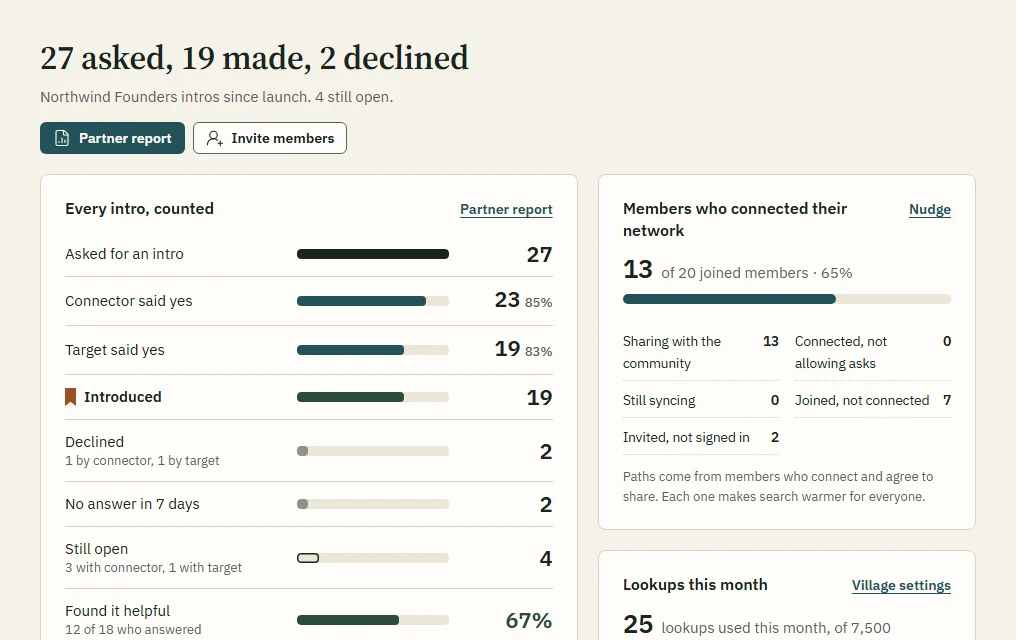 27 asked, 19 made, 2 declined
Northwind Founders intros since launch. 4 still open.
Partner report
Invite members
Every intro, counted
Partner report
Asked for an intro
27
Connector said yes
23 85%
Target said yes
19 83%
Introduced
19
Declined
1 by connector, 1 by target
2
No answer in 7 days
2
Still open
3 with connector, 1 with target
4
Found it helpful
12 of 18 who answered
67%
Members who connected their
network
Nudge
13 of 20 joined members · 65%
Sharing with the
community
13
Connected, not
allowing asks
0
Still syncing
0
Joined, not connected
7
Invited, not signed in
2
Paths come from members who connect and agree to
share. Each one makes search warmer for everyone.
Lookups this month
Village settings
25 lookups used this month, of 7,500